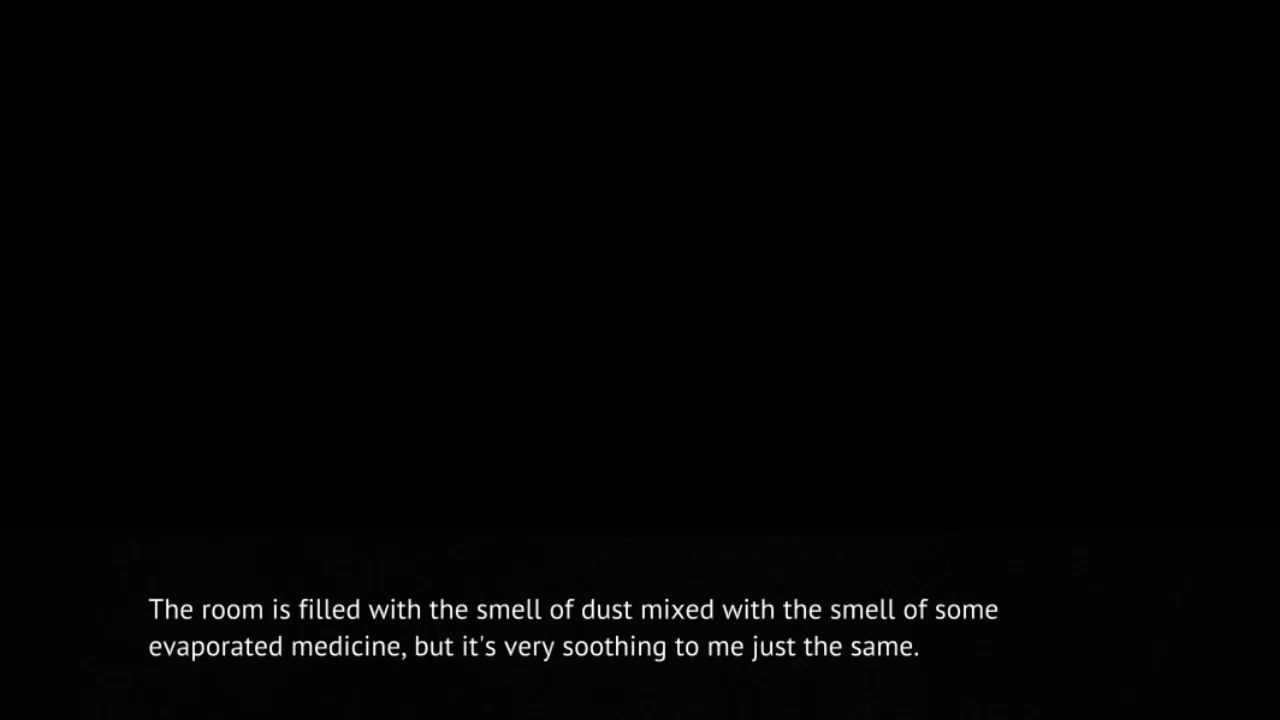 The room is filled with the smell of dust mixed with the smell of some
evaporated medicine, but it's very soothing to me just the same.